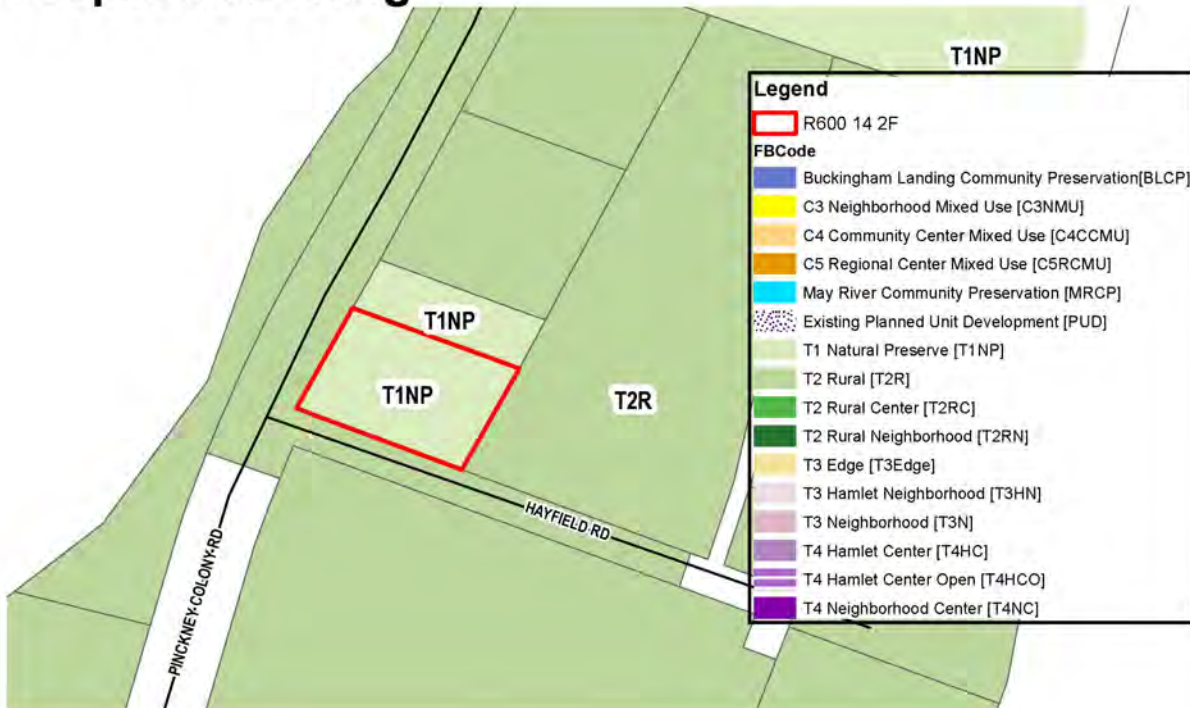 T1NP
Legend
R600 14 2F
FBCode
Buckingham Landing Community Preservation[BLCP]
C3 Neighborhood Mixed Use [C3NMU]
C4 Community Center Mixed Use [C4CCMU]
C5 Regional Center Mixed Use [C5RCMU]
May River Community Preservation [MRCP]
Existing Planned Unit Development [PUD]
T1 Natural Preserve [T1NP]
T2 Rural [T2R]
T2 Rural Center [T2RC]
T2 Rural Neighborhood [T2RN]
T3 Edge [T3Edge]
T3 Hamlet Neighborhood [T3HN]
T3 Neighborhood [T3N]
T4 Hamlet Center [T4HC]
T4 Hamlet Center Open [T4HCO]
T4 Neighborhood Center [T4NC]
T1NP
T1NP
T2R
HAYFIELD RD
PINCKNEY COLONY RD